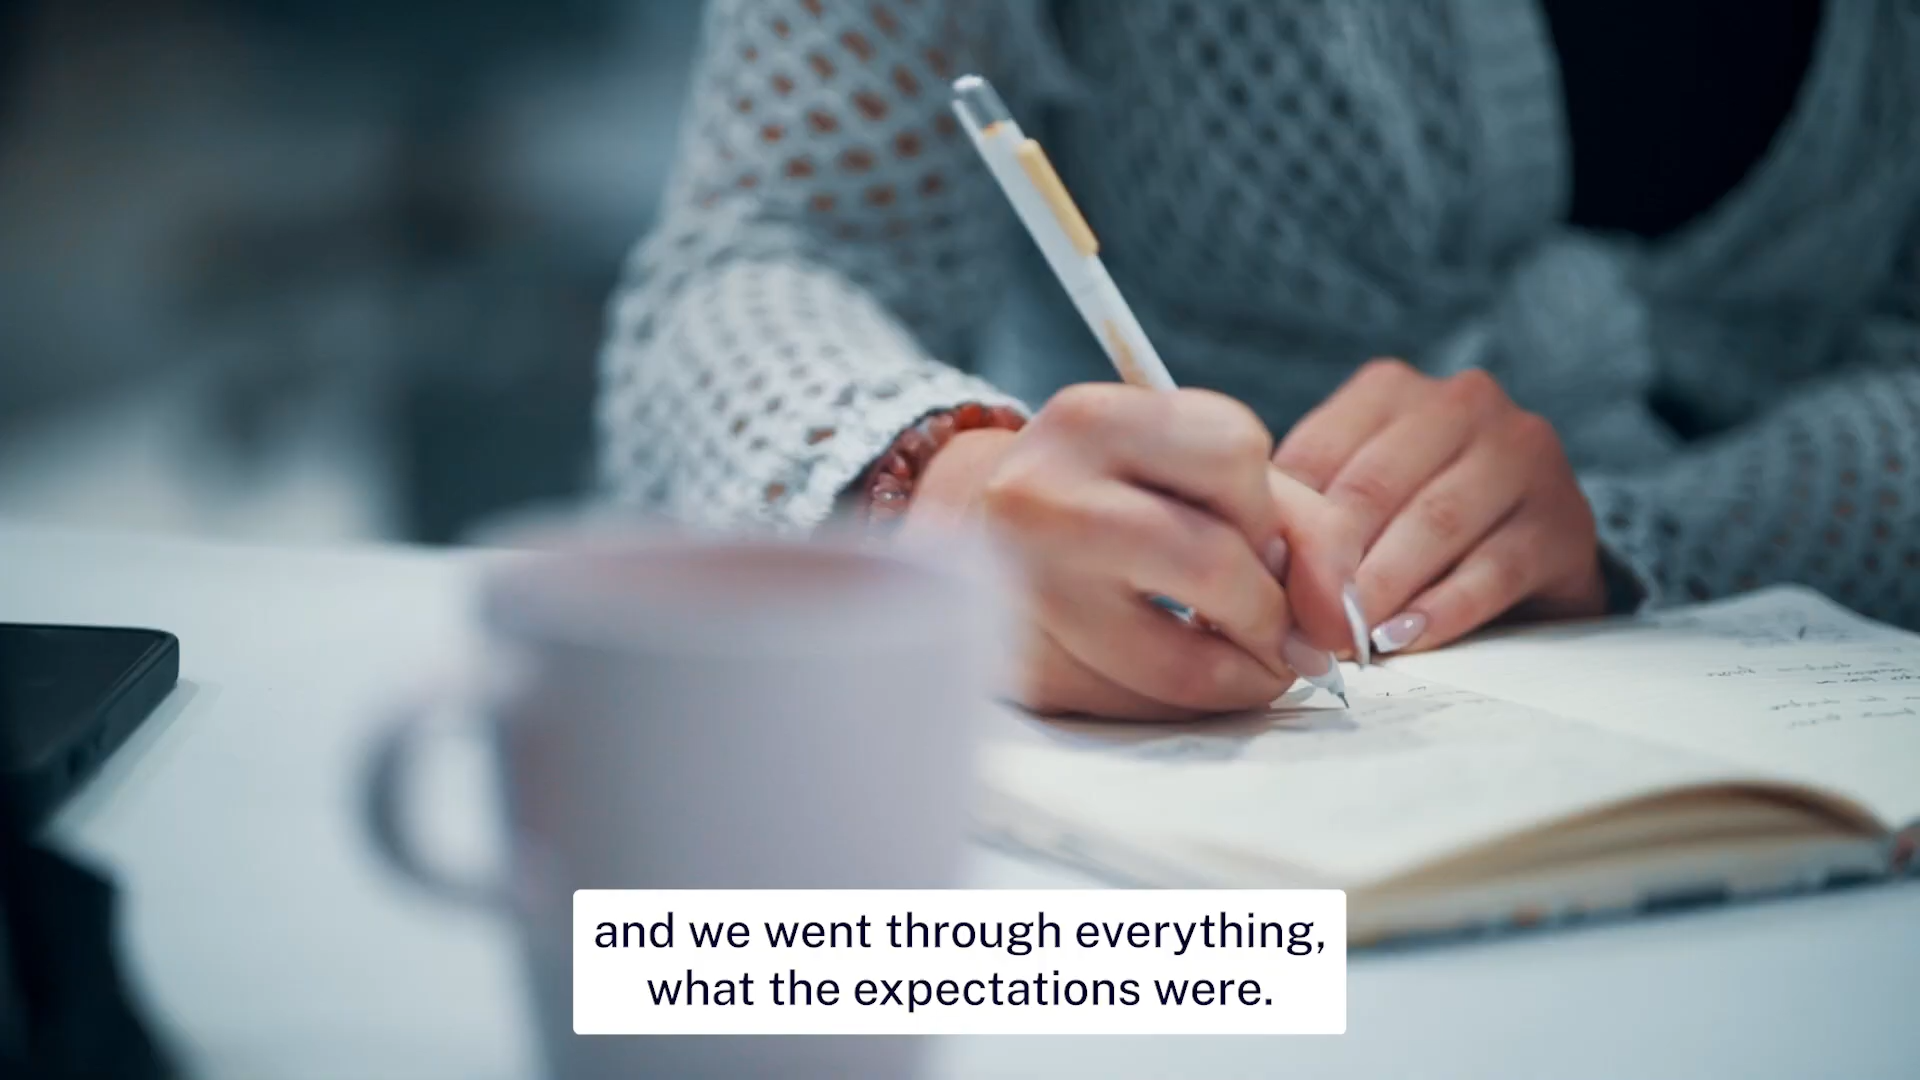 and we went through everything,
what the expectations were.